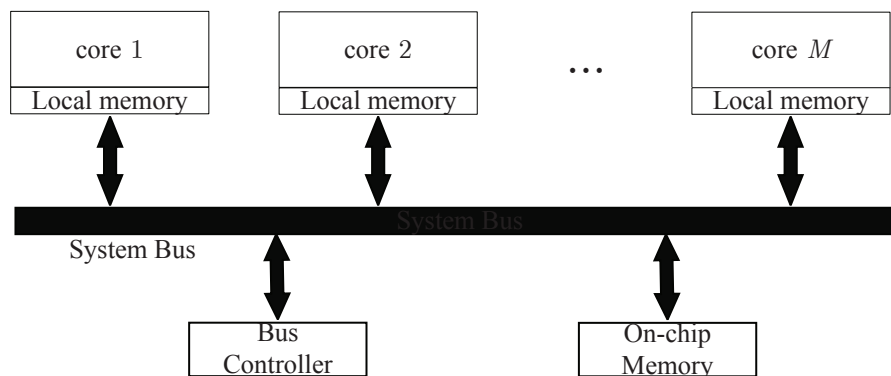 core 1
core 2
...
core M
Local memory
Local memory
Local memory
System Bus
System Bus
Bus
Controller
On-chip
Memory